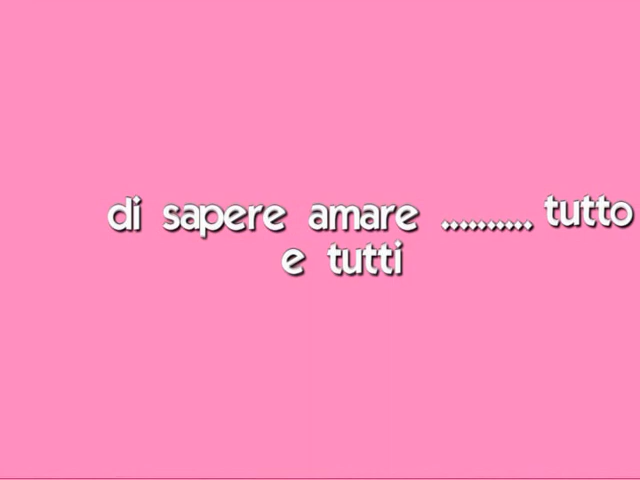 di sapere amare .......... tutto
e tutti